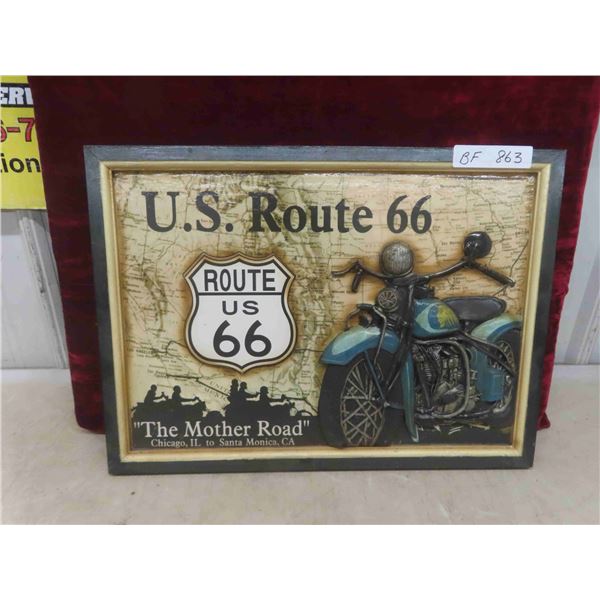 BF 863
U.S. Route 66
ROUTE
US
66
"The Mother Road"
Chicago, IL to Santa Monica, CA